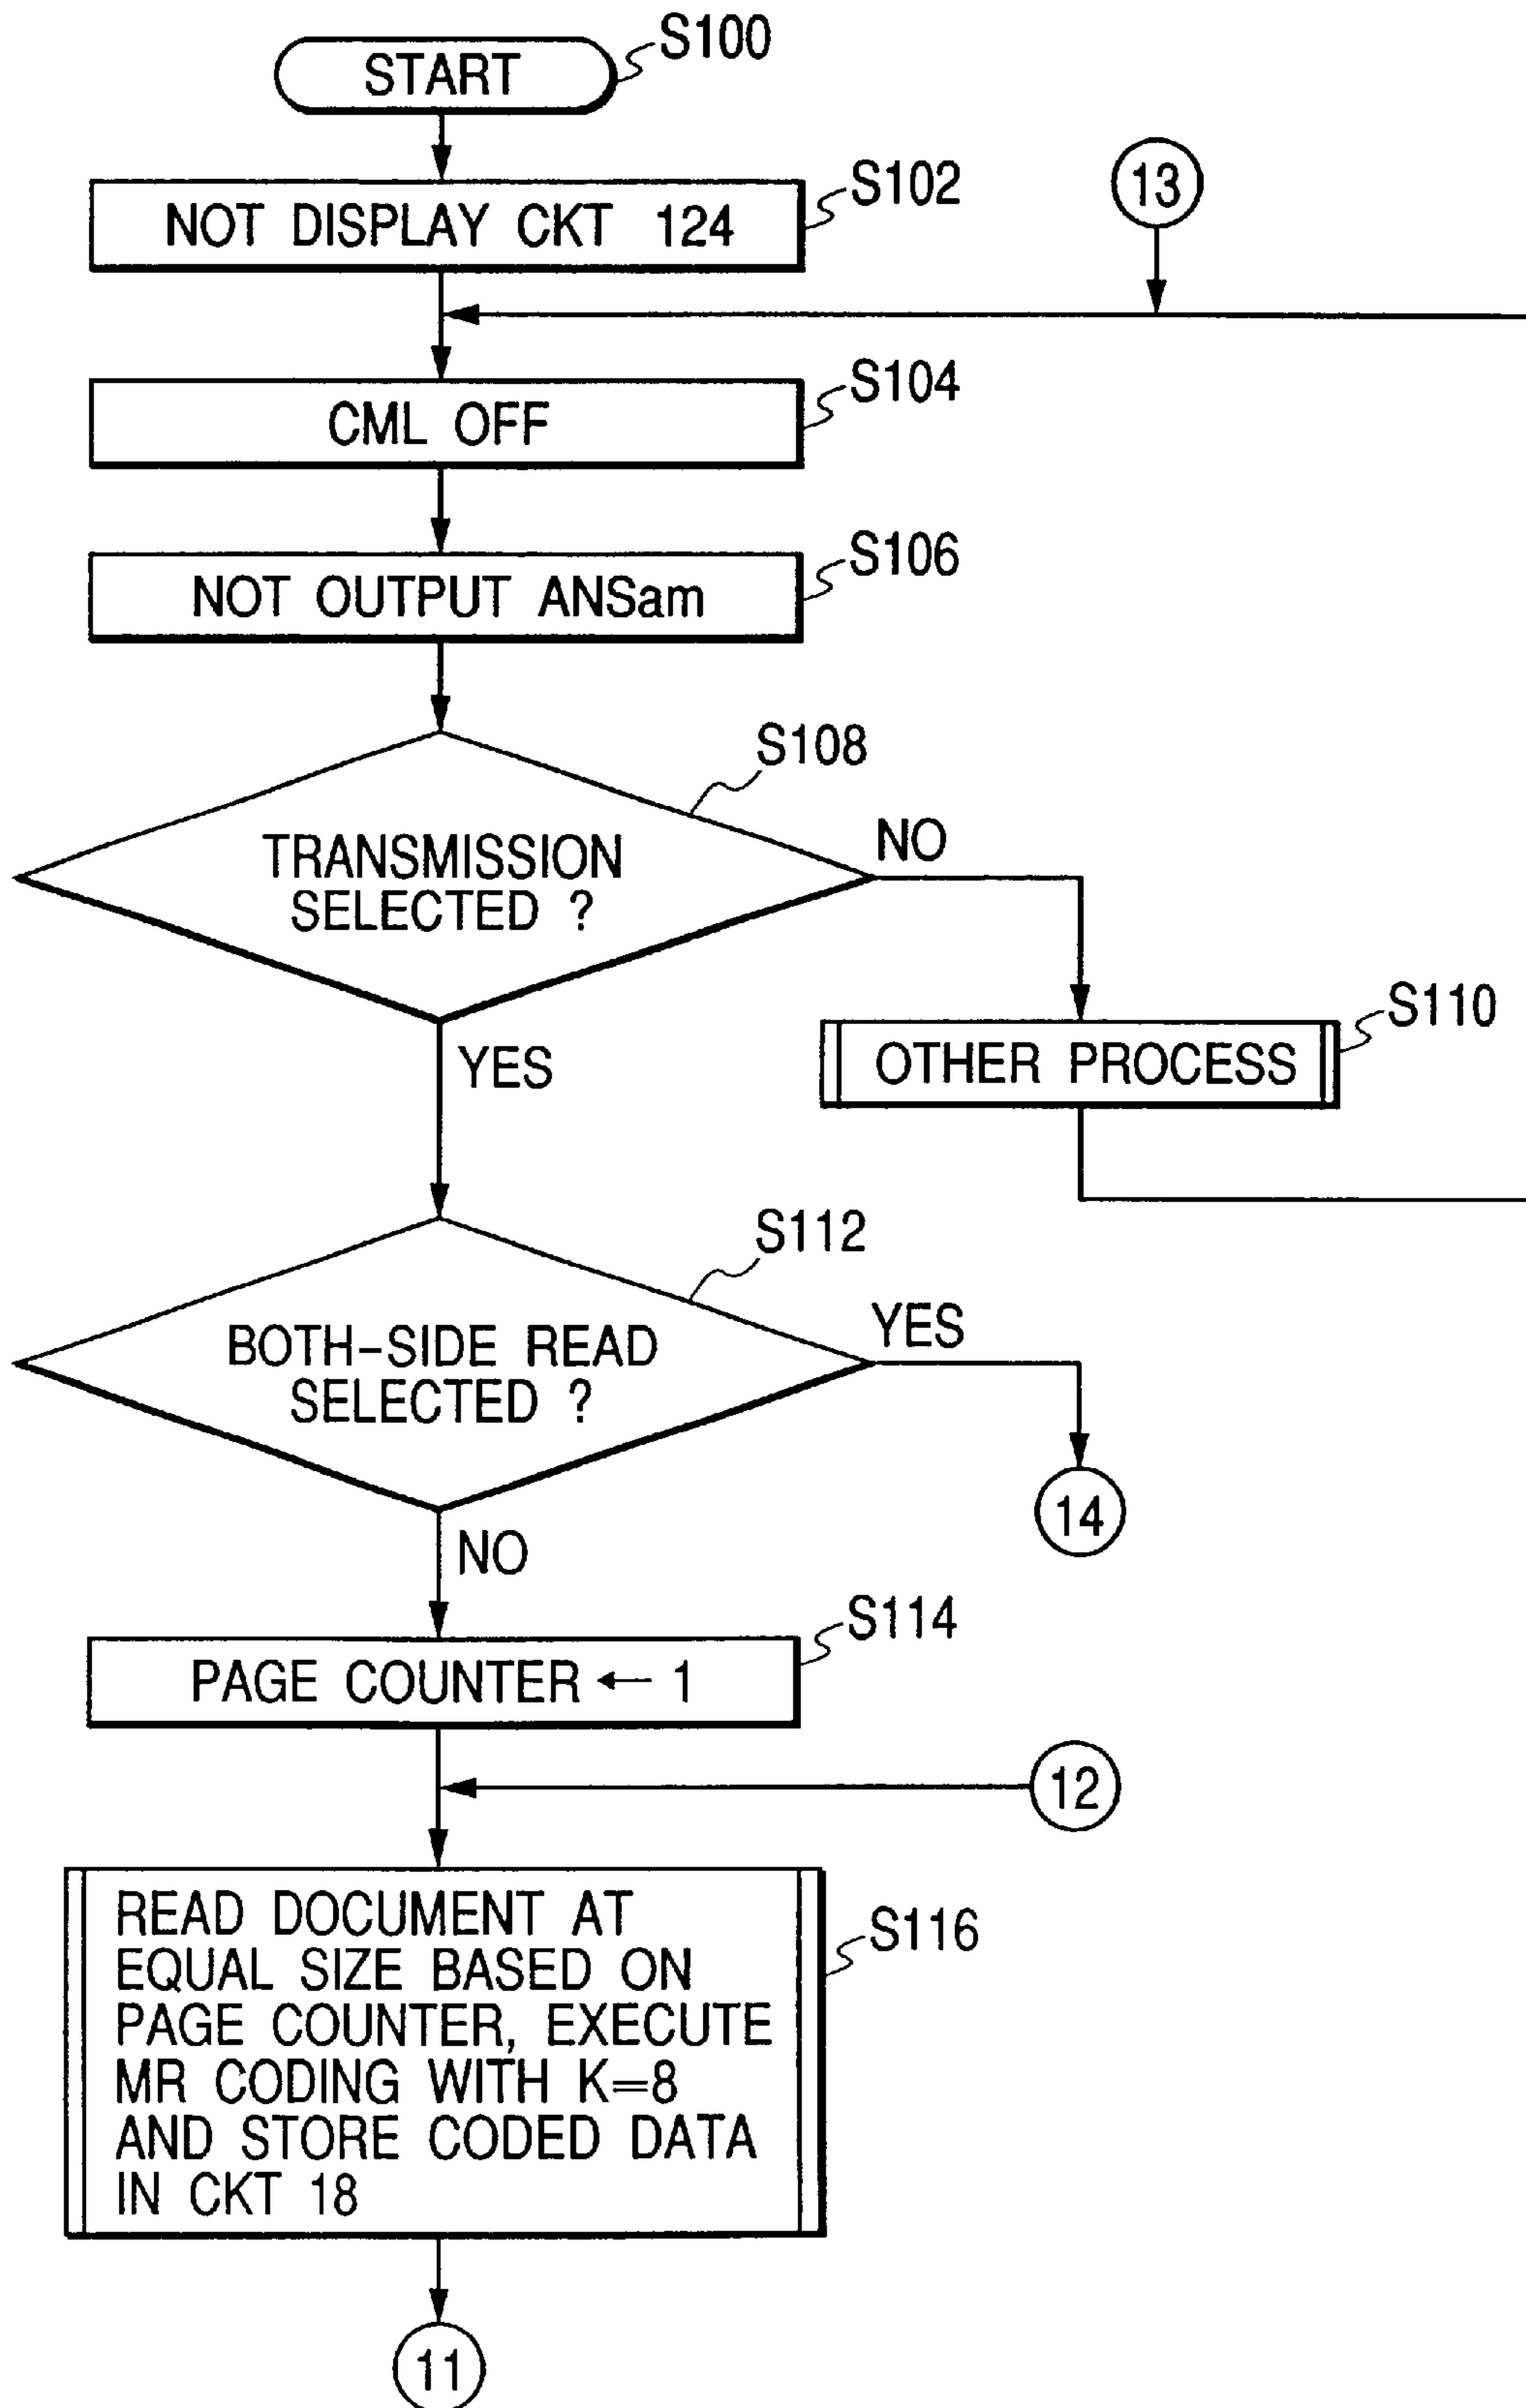 START
S100
NOT DISPLAY CKT 124
S102
13
CML OFF
S104
NOT OUTPUT ANSam
S106
TRANSMISSION
SELECTED ?
S108
NO
YES
OTHER PROCESS
S110
BOTH-SIDE READ
SELECTED ?
S112
YES
14
NO
PAGE COUNTER ← 1
S114
12
READ DOCUMENT AT
EQUAL SIZE BASED ON
PAGE COUNTER, EXECUTE
MR CODING WITH K=8
AND STORE CODED DATA
IN CKT 18
S116
11